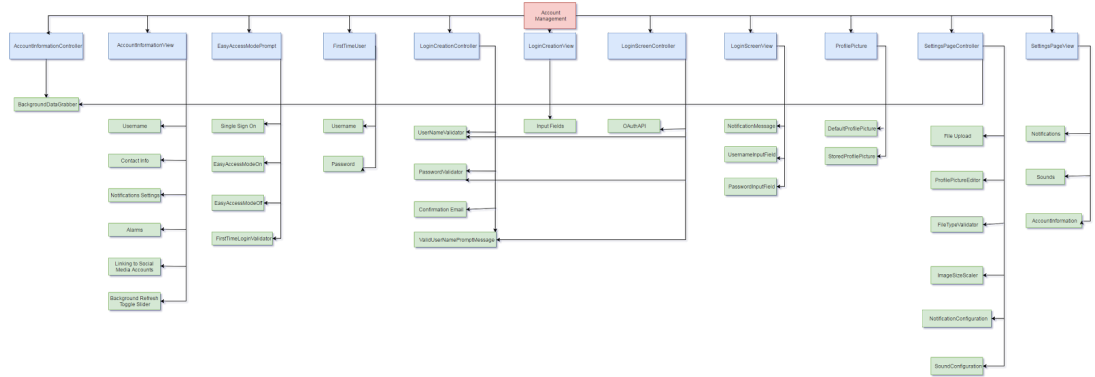 Account
Management
AccountInformationController
AccountInformationView
EasyAccessModePrompt
FirstTimeUser
LoginCreationController
LoginCreationView
LoginScreenController
LoginScreenView
ProfilePicture
SettingsPageController
SettingsPageView
BackgroundDataGrabber
Username
Contact Info
Notifications Settings
Alarms
Linking to Social
Media Accounts
Background Refresh
Toggle Slider
Single Sign On
EasyAccessModeOn
EasyAccessModeOff
FirstTimeLoginValidator
Username
Password
UserNameValidator
PasswordValidator
Confirmation Email
ValidUserNamePromptMessage
Input Fields
OAuthAPI
NotificationMessage
UsernameInputField
PasswordInputField
DefaultProfilePicture
StoredProfilePicture
File Upload
ProfilePictureEditor
FileTypeValidator
ImageSizeScaler
NotificationConfiguration
SoundConfiguration
Notifications
Sounds
AccountInformation